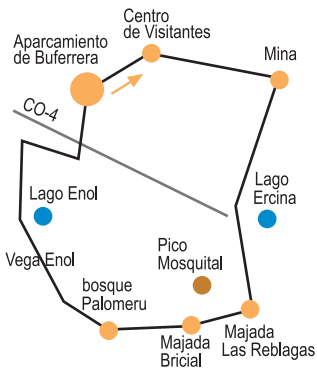 Centro
de Visitantes
Aparcamiento
de Buferrera
Mina
CO-4
Lago Enol
Lago
Ercina
Vega Enol
Pico
Mosquital
bosque
Palomeru
Majada
Bricial
Majada
Las Reblagas